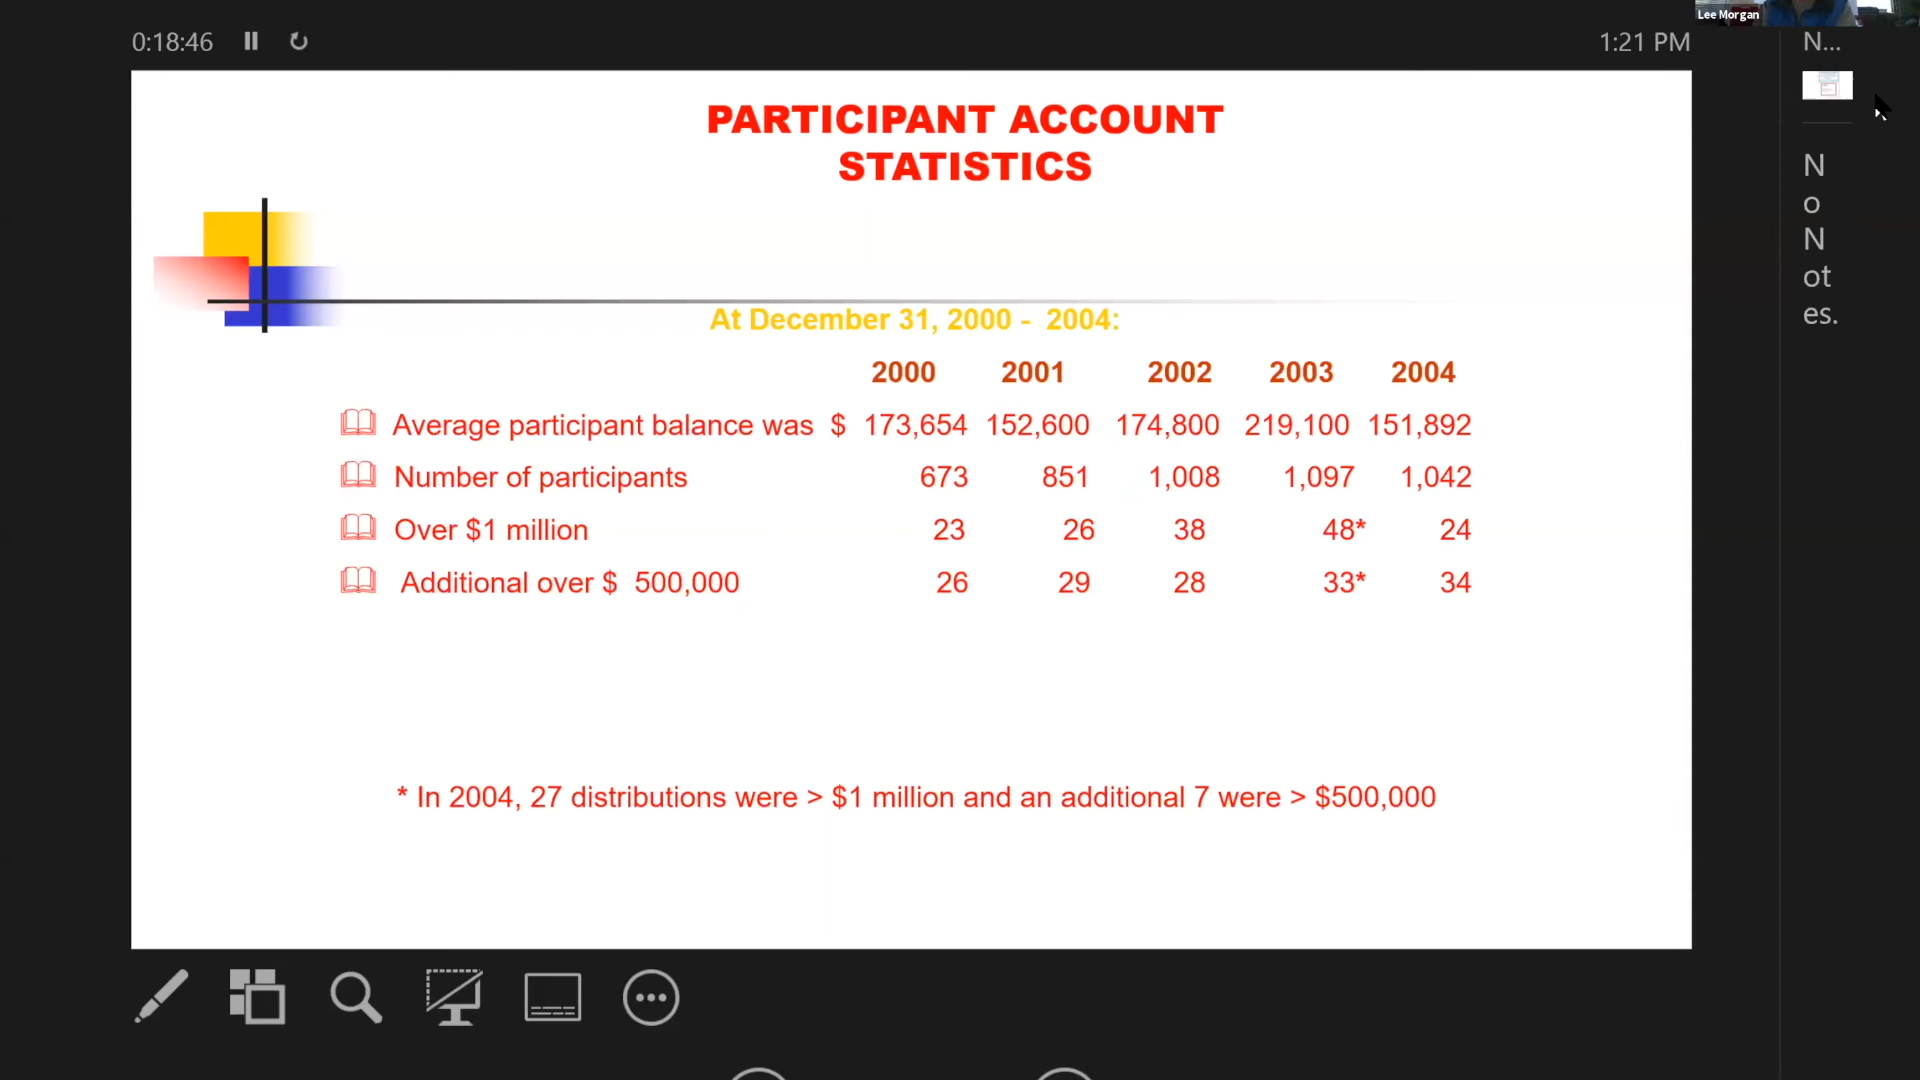 Lee Morgan
0:18:46
1:21 PM
N...
PARTICIPANT ACCOUNT
STATISTICS
At December 31, 2000 - 2004:
2000 2001 2002 2003 2004
Average participant balance was $ 173,654 152,600 174,800 219,100 151,892
Number of participants 673 851 1,008 1,097 1,042
Over $1 million 23 26 38 48* 24
Additional over $ 500,000 26 29 28 33* 34
* In 2004, 27 distributions were > $1 million and an additional 7 were > $500,000
N
o
N
ot
es.